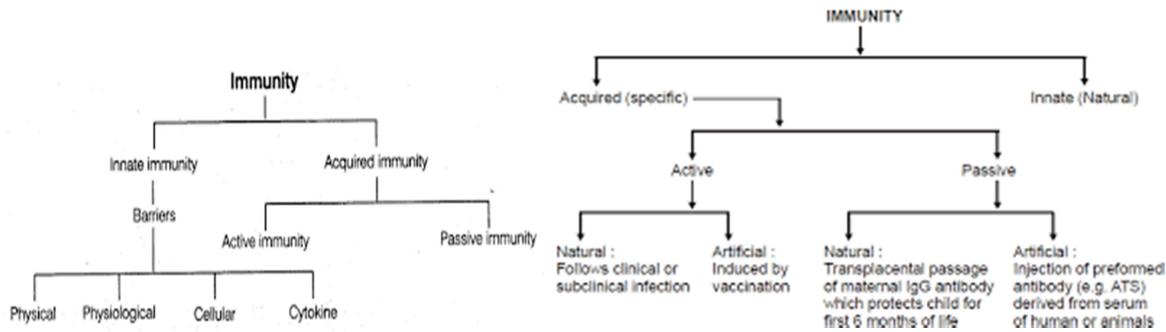 Immunity
Innate immunity
Acquired immunity
Barriers
Active immunity
Passive immunity
Physical
Physiological
Cellular
Cytokine
IMMUNITY
Acquired (specific)
Innate (Natural)
Active
Passive
Natural :
Follows clinical or
subclinical infection
Artificial :
Induced by
vaccination
Natural :
Transplacental passage
of maternal IgG antibody
which protects child for
first 6 months of life
Artificial :
Injection of preformed
antibody (e.g. ATS)
derived from serum
of human or animals